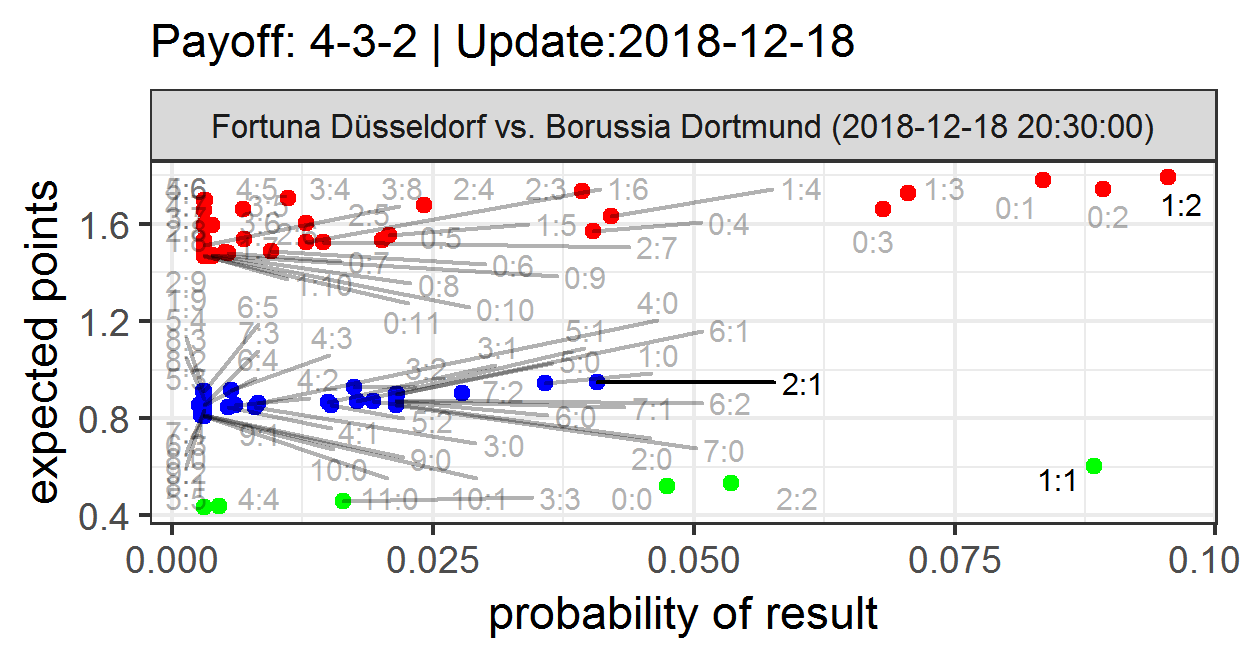 Payoff: 4-3-2 | Update:2018-12-18
Fortuna Düsseldorf vs. Borussia Dortmund (2018-12-18 20:30:00)
expected points
1.6
1.2
0.8
0.4
4:5 3:4 3:8 2:4 2:3 1:6 1:4 1:3
3:5 2:5 1:5 0:4 0:1 0:2 1:2
3:6 0:5 2:7 0:3
0:7 0:6 0:9
2:9 1:10 0:8
1:9 0:10
6:5 0:11 4:0
7:3 4:3 5:1 6:1
6:4 3:1 5:0 1:0
4:2 3:2 7:2 2:1
6:0 7:1 6:2
9:1 4:1 5:2 3:0 2:0 7:0
10:0 9:0 1:1
4:4 11:0 10:1 3:3 0:0 2:2
0.000 0.025 0.050 0.075 0.10
probability of result